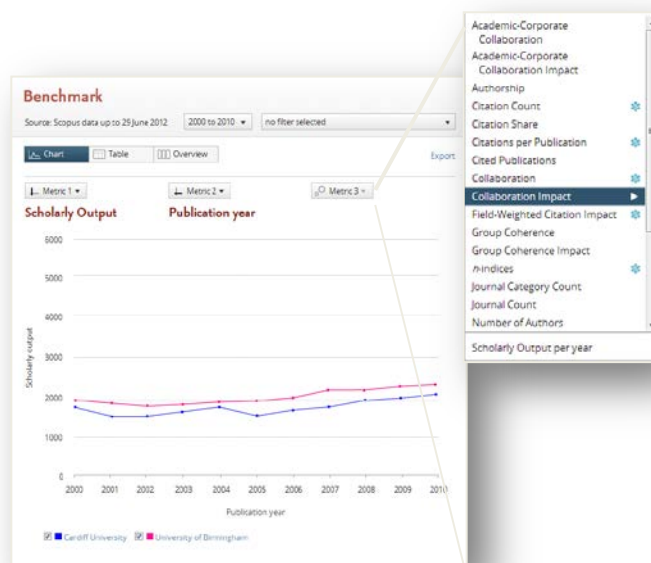 Benchmark
Source: Scopus data up to 29 June 2012
2000 to 2010
no filter selected
Chart
Table
Overview
Export
Metric 1
Metric 2
Metric 3
Scholarly Output
Publication year
6000
5000
4000
3000
2000
1000
0
Scholarly output
2000 2001 2002 2003 2004 2005 2006 2007 2008 2009 2010
Publication year
Cardiff University
University of Birmingham
Academic-Corporate
Collaboration
Academic-Corporate
Collaboration Impact
Authorship
Citation Count
Citation Share
Citations per Publication
Cited Publications
Collaboration
Collaboration Impact
Field-Weighted Citation Impact
Group Coherence
Group Coherence Impact
h-indices
Journal Category Count
Journal Count
Number of Authors
Scholarly Output per year